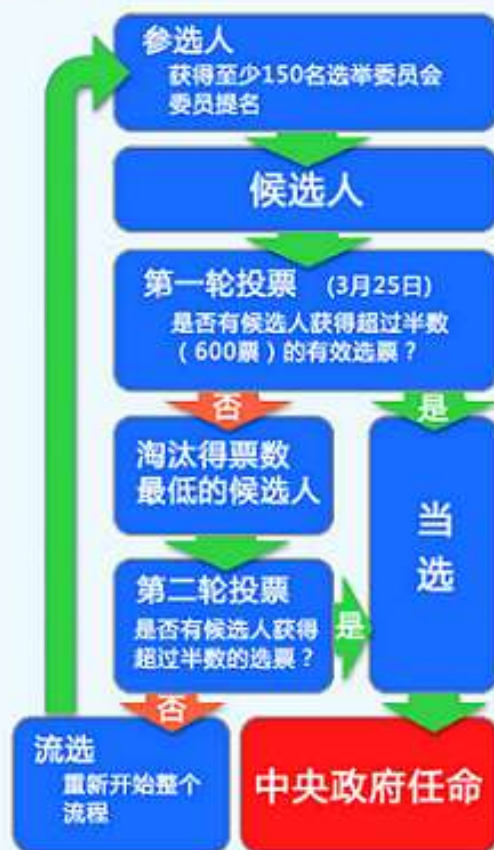 参选人
获得至少150名选举委员会
委员提名
候选人
第一轮投票 (3月25日)
是否有候选人获得超过半数
（600票）的有效选票？
否
是
淘汰得票数
最低的候选人
当
选
第二轮投票
是否有候选人获得
超过半数的选票？
是
否
流选
重新开始整个
流程
中央政府任命